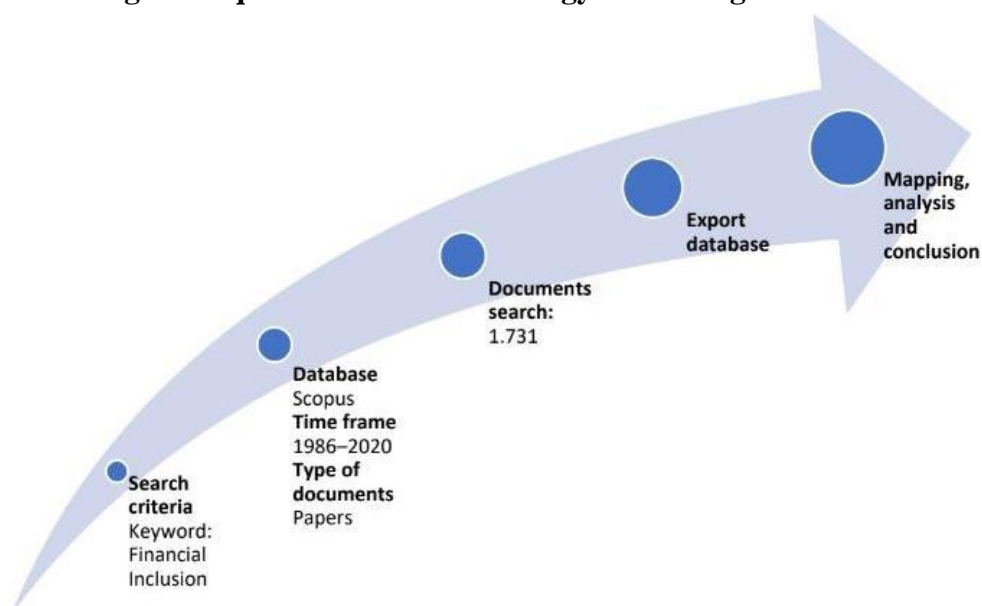 Search
criteria
Keyword:
Financial
Inclusion
Database
Scopus
Time frame
1986–2020
Type of
documents
Papers
Documents
search:
1.731
Export
database
Mapping,
analysis
and
conclusion